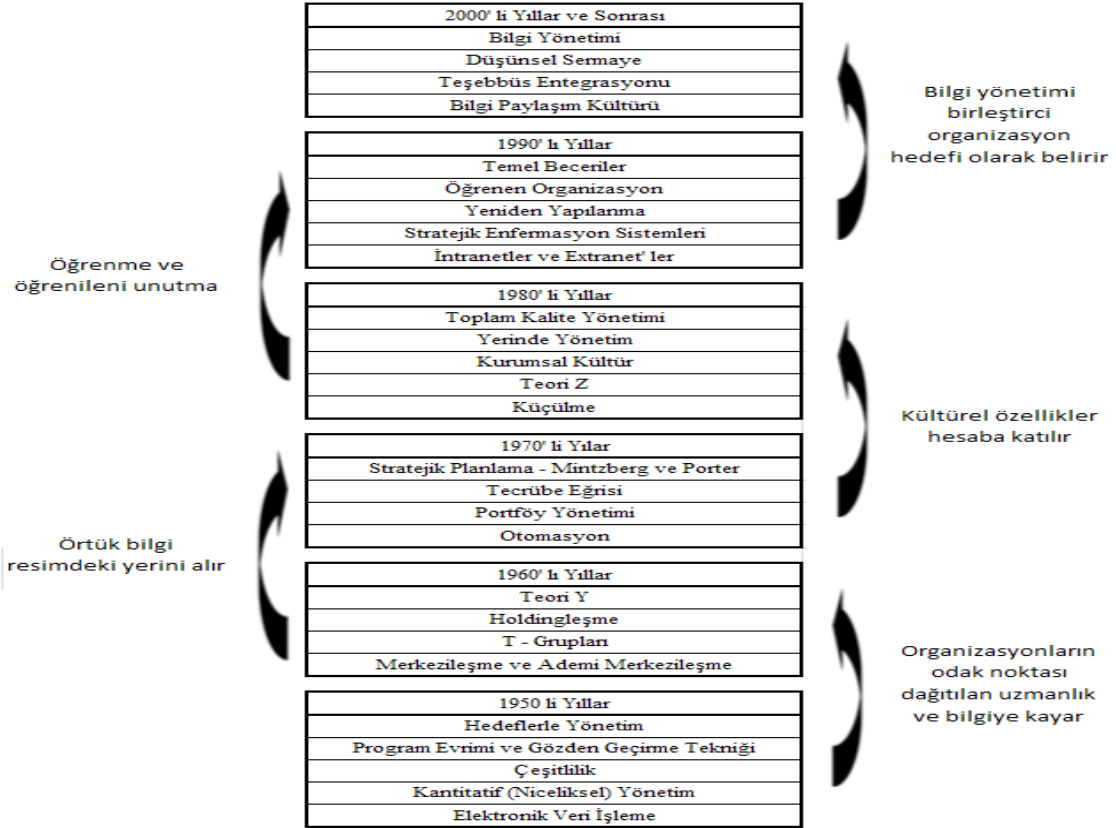 2000' li Yıllar ve Sonrası
Bilgi Yönetimi
Düşünsel Sermaye
Teşebbüs Entegrasyonu
Bilgi Paylaşım Kültürü
Bilgi yönetimi
birleştirci
organizasyon
hedefi olarak belirir
1990' lı Yıllar
Temel Beceriler
Öğrenen Organizasyon
Yeniden Yapılanma
Stratejik Enfermasyon Sistemleri
İntranetler ve Extranet' ler
Öğrenme ve
öğrenileni unutma
1980' li Yıllar
Toplam Kalite Yönetimi
Yerinde Yönetim
Kurumsal Kültür
Teori Z
Küçülme
Kültürel özellikler
hesaba katılır
1970' li Yılar
Stratejik Planlama - Mintzberg ve Porter
Tecrübe Eğrisi
Portföy Yönetimi
Otomasyon
Örtük bilgi
resimdeki yerini alır
1960' lı Yıllar
Teori Y
Holdingleşme
T - Grupları
Merkezileşme ve Ademi Merkezileşme
Organizasyonların
odak noktası
dağıtılan uzmanlık
ve bilgiye kayar
1950 li Yıllar
Hedeflerle Yönetim
Program Evrimi ve Gözden Geçirme Tekniği
Çeşitlilik
Kantitatif (Niceliksel) Yönetim
Elektronik Veri İşleme